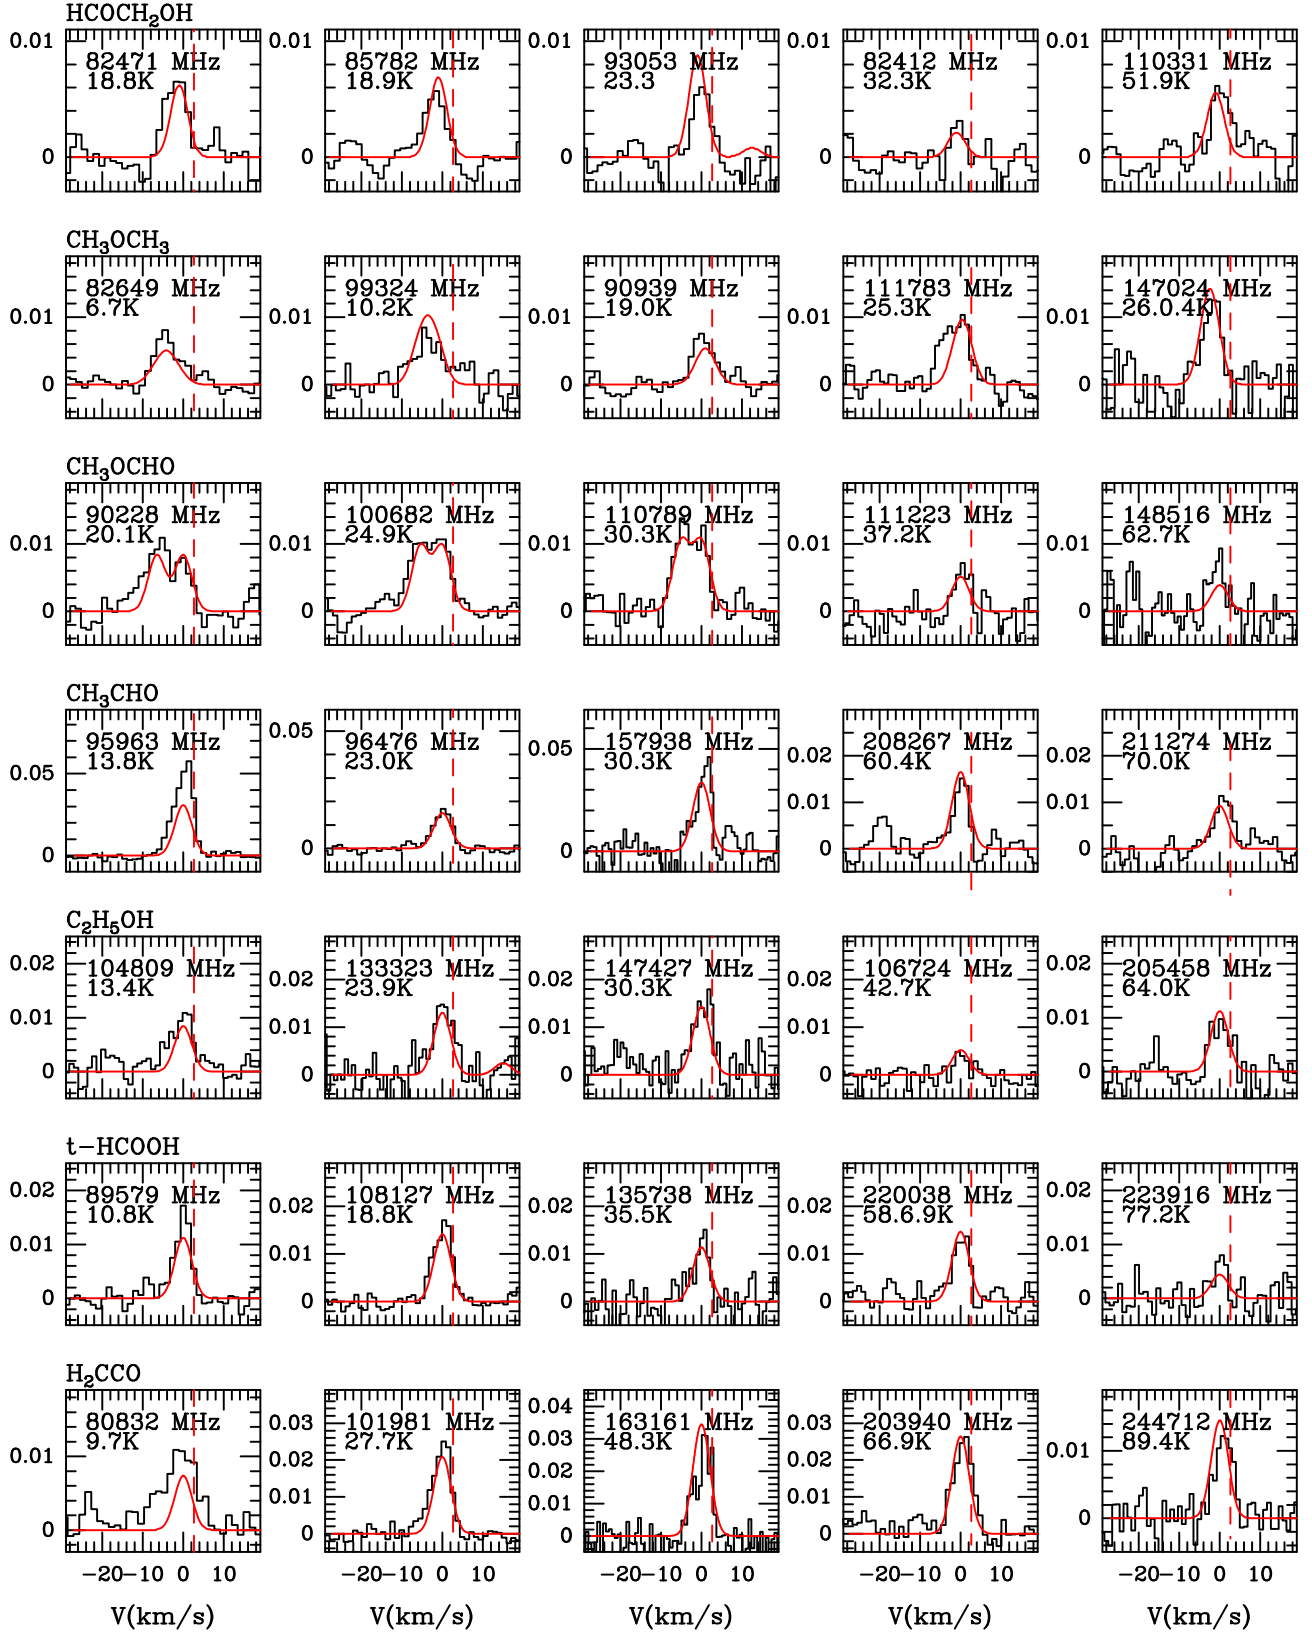 HCOCH₂OH
0.01
0
82471 MHz
18.8K
85782 MHz
18.9K
0.01
0
93053 MHz
23.3
0.01
0
82412 MHz
32.3K
0.01
0
110331 MHz
51.9K
CH₃OCH₃
0.01
0
82649 MHz
6.7K
0.01
0
99324 MHz
10.2K
0.01
0
90939 MHz
19.0K
0.01
0
111783 MHz
25.3K
0.01
0
147024 MHz
26.0.4K
CH₃OCHO
0.01
0
90228 MHz
20.1K
0.01
0
100682 MHz
24.9K
0.01
0
110789 MHz
30.3K
0.01
0
111223 MHz
37.2K
0.01
0
148516 MHz
62.7K
CH₃CHO
0.05
0
95963 MHz
13.8K
0.05
0
96476 MHz
23.0K
0.05
0
157938 MHz
30.3K
0.02
0.01
0
208267 MHz
60.4K
0.02
0.01
0
211274 MHz
70.0K
C₂H₅OH
0.02
0.01
0
104809 MHz
13.4K
0.02
0.01
0
133323 MHz
23.9K
0.02
0.01
0
147427 MHz
30.3K
0.02
0.01
0
106724 MHz
42.7K
0.02
0.01
0
205458 MHz
64.0K
t-HCOOH
0.02
0.01
0
89579 MHz
10.8K
0.02
0.01
0
108127 MHz
18.8K
0.02
0.01
0
135738 MHz
35.5K
0.02
0.01
0
220038 MHz
58.6.9K
0.02
0.01
0
223916 MHz
77.2K
H₂CCO
0.01
0
80832 MHz
9.7K
0.03
0.02
0.01
0
101981 MHz
27.7K
0.04
0.03
0.02
0.01
0
163161 MHz
48.3K
0.03
0.02
0.01
0
203940 MHz
66.9K
0.01
0
244712 MHz
89.4K
-20 -10 0 10
-20 -10 0 10
-20 -10 0 10
-20 -10 0 10
-20 -10 0 10
V(km/s)
V(km/s)
V(km/s)
V(km/s)
V(km/s)